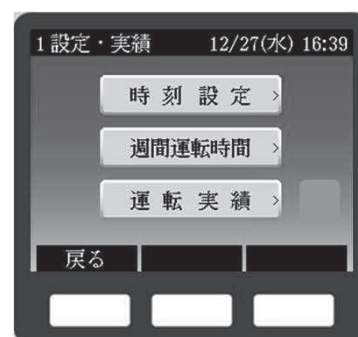 1設定・実績 12/27(水) 16:39
時刻設定 >
週間運転時間 >
運転実績 >
戻る